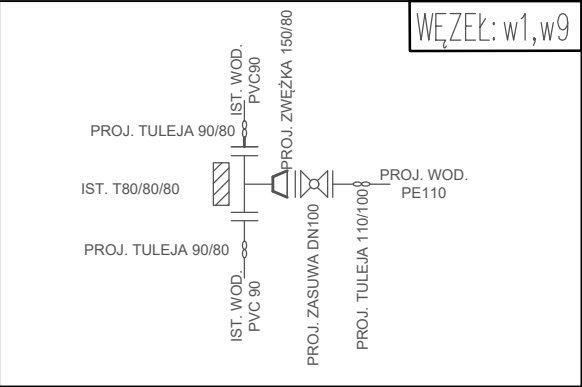 WĘZEŁ: w1,w9
IST. WOD.
PVC90
PROJ. ZWĘŻKA 150/80
PROJ. TULEJA 90/80
IST. T80/80/80
PROJ. WOD.
PE110
PROJ. TULEJA 90/80
IST. WOD.
PVC 90
PROJ. ZASUWA DN100
PROJ. TULEJA 110/100